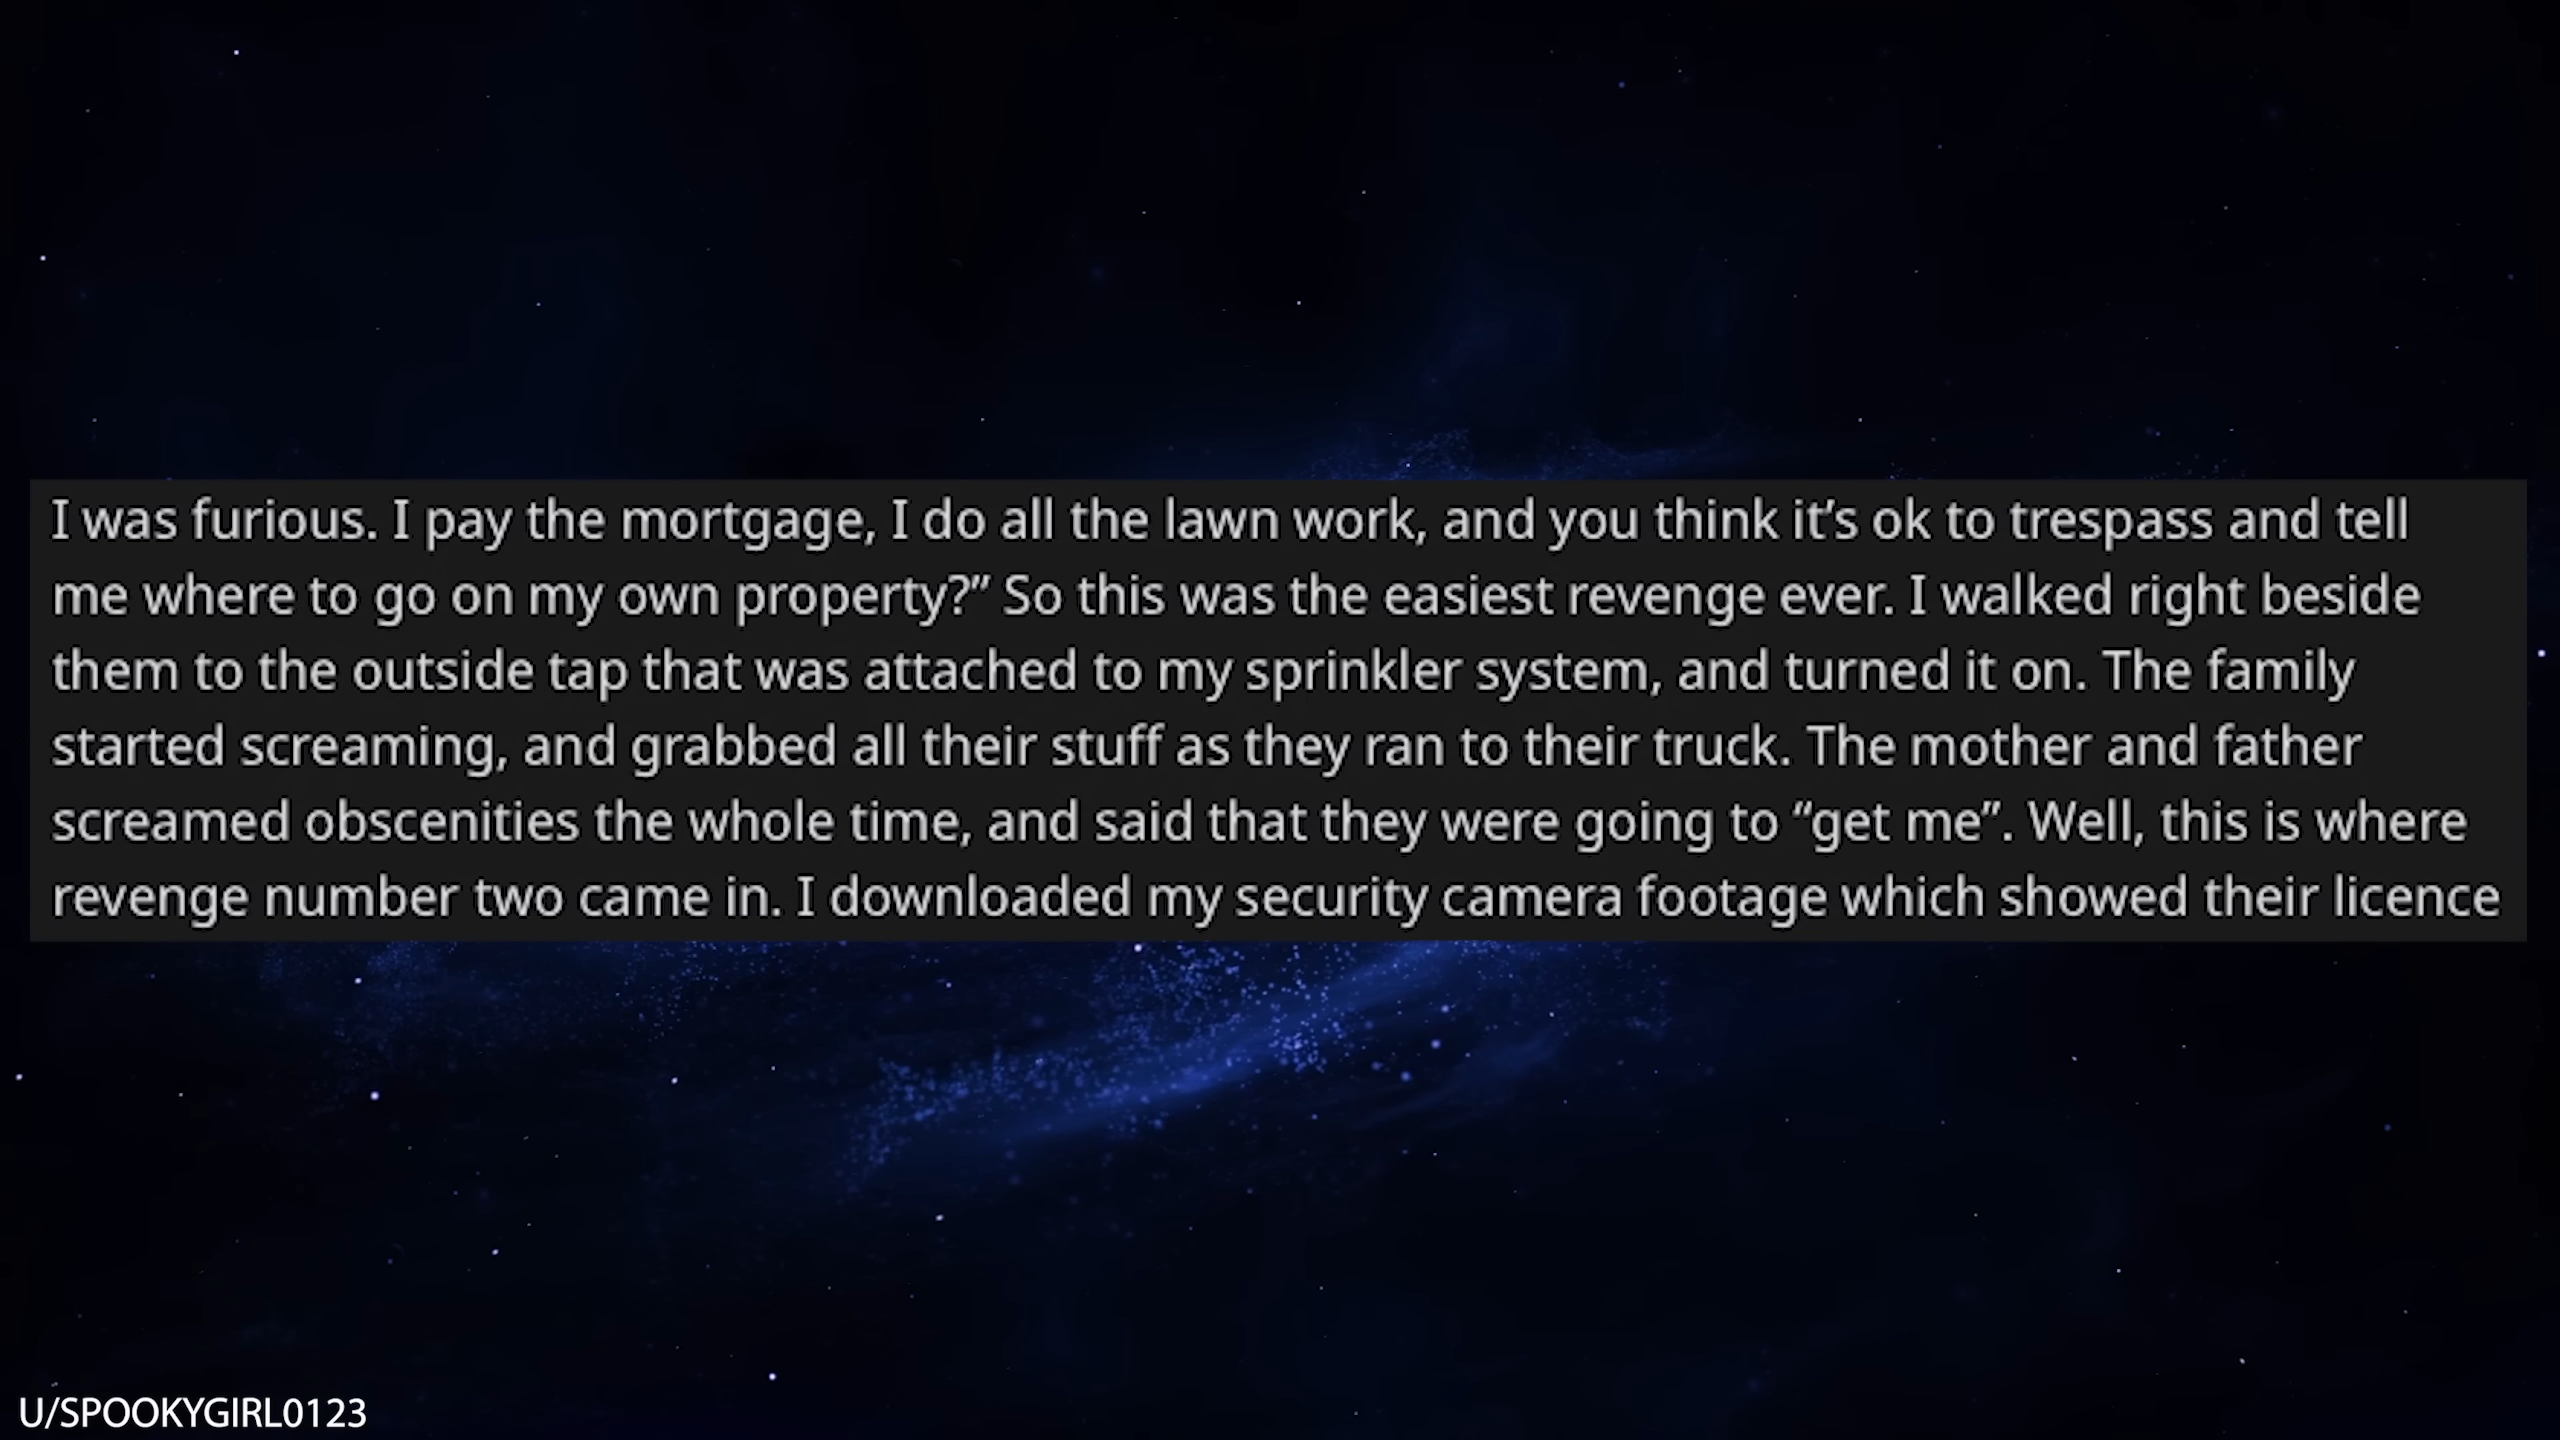 I was furious. I pay the mortgage, I do all the lawn work, and you think it’s ok to trespass and tell
me where to go on my own property?” So this was the easiest revenge ever. I walked right beside
them to the outside tap that was attached to my sprinkler system, and turned it on. The family
started screaming, and grabbed all their stuff as they ran to their truck. The mother and father
screamed obscenities the whole time, and said that they were going to “get me”. Well, this is where
revenge number two came in. I downloaded my security camera footage which showed their licence
U/SPOOKYGIRL0123